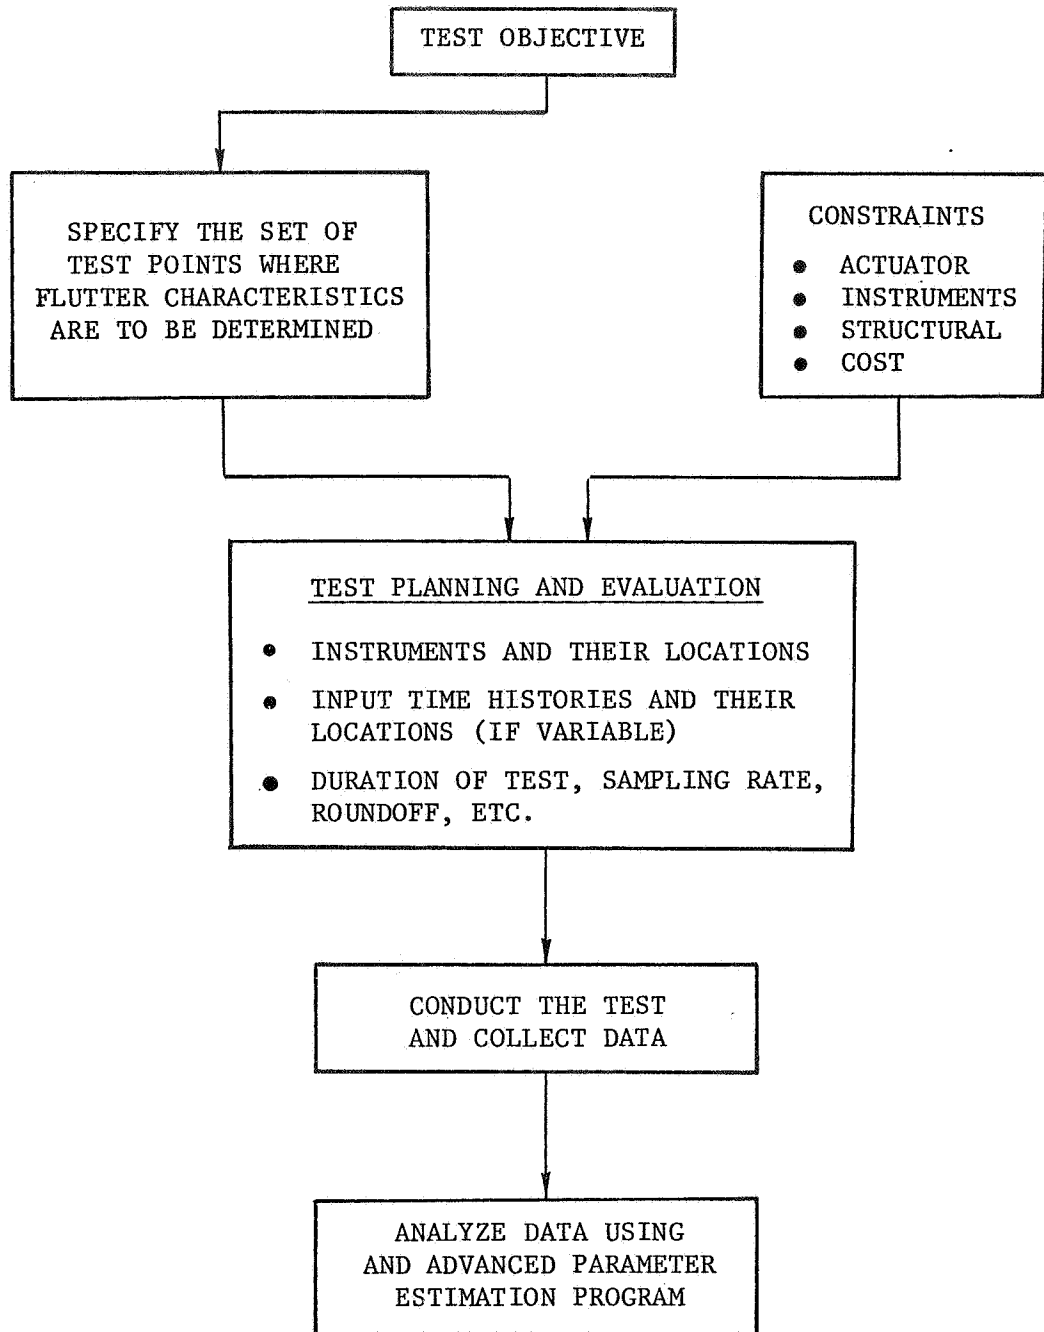 TEST OBJECTIVE
SPECIFY THE SET OF
TEST POINTS WHERE
FLUTTER CHARACTERISTICS
ARE TO BE DETERMINED
CONSTRAINTS
● ACTUATOR
● INSTRUMENTS
● STRUCTURAL
● COST
TEST PLANNING AND EVALUATION
● INSTRUMENTS AND THEIR LOCATIONS
● INPUT TIME HISTORIES AND THEIR
LOCATIONS (IF VARIABLE)
● DURATION OF TEST, SAMPLING RATE,
ROUNDOFF, ETC.
CONDUCT THE TEST
AND COLLECT DATA
ANALYZE DATA USING
AND ADVANCED PARAMETER
ESTIMATION PROGRAM